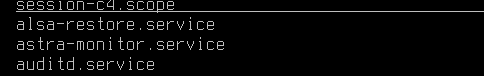 session-c4.scope
alsa-restore.service
astra-monitor.service
auditd.service